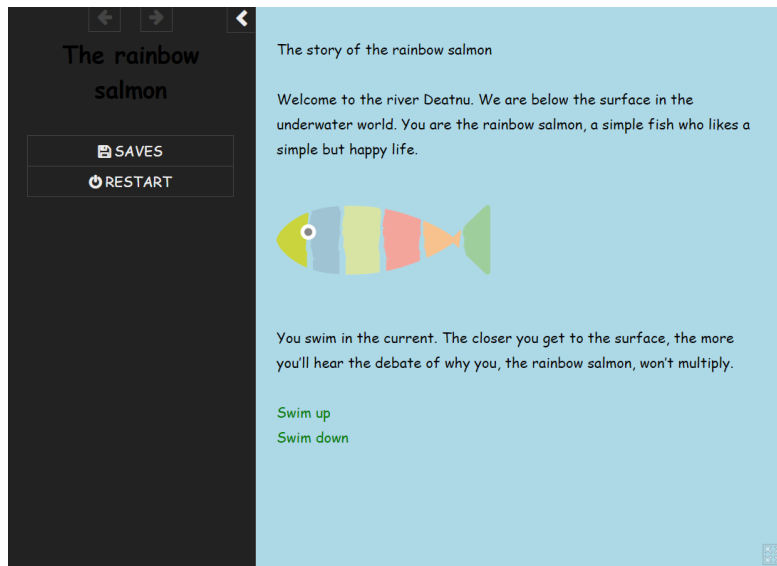 The rainbow
salmon
SAVES
RESTART
The story of the rainbow salmon
Welcome to the river Deatnu. We are below the surface in the
underwater world. You are the rainbow salmon, a simple fish who likes a
simple but happy life.
You swim in the current. The closer you get to the surface, the more
you’ll hear the debate of why you, the rainbow salmon, won’t multiply.
Swim up
Swim down